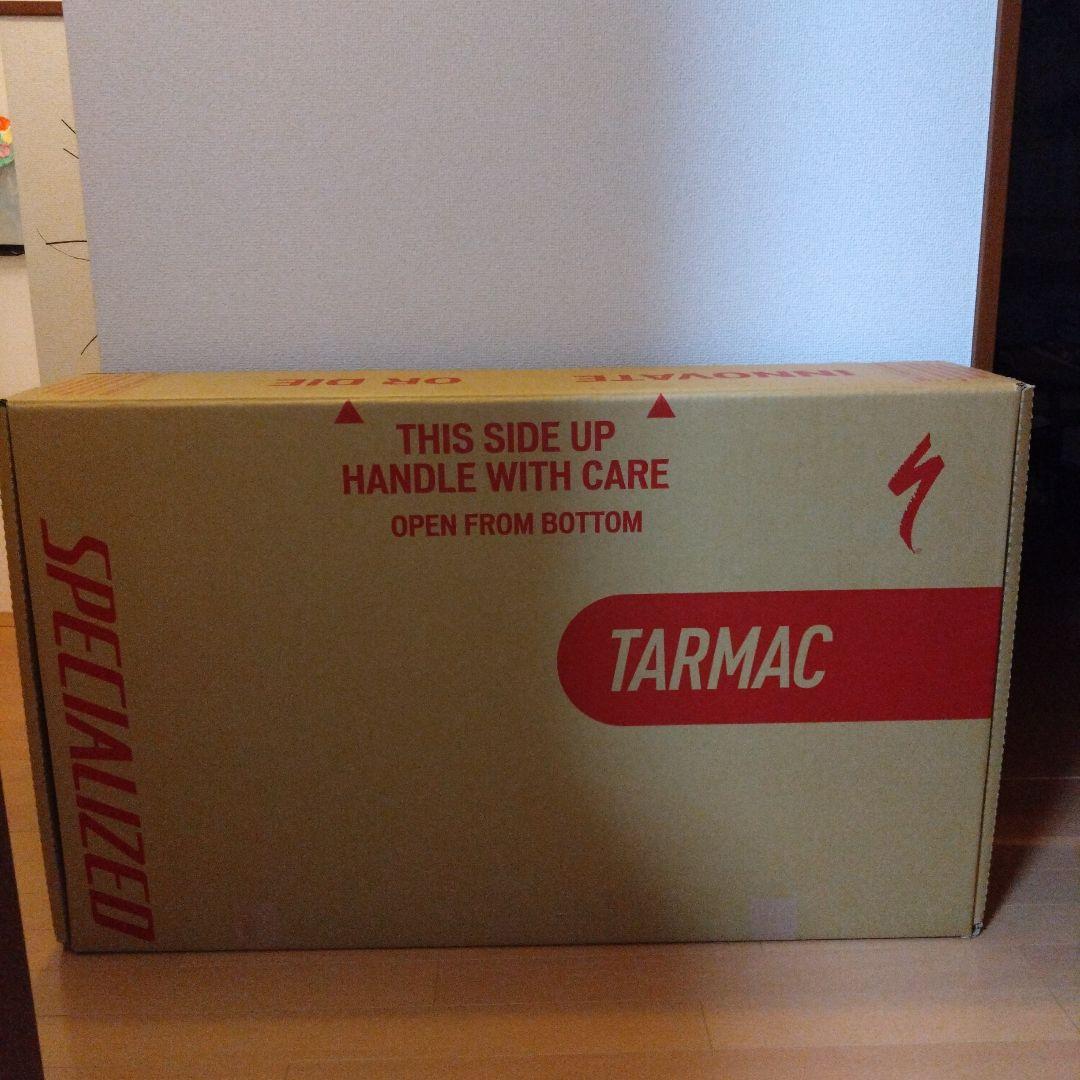 INNOVATE
OR DIE
THIS SIDE UP
HANDLE WITH CARE
OPEN FROM BOTTOM
SPECIALIZED
TARMAC